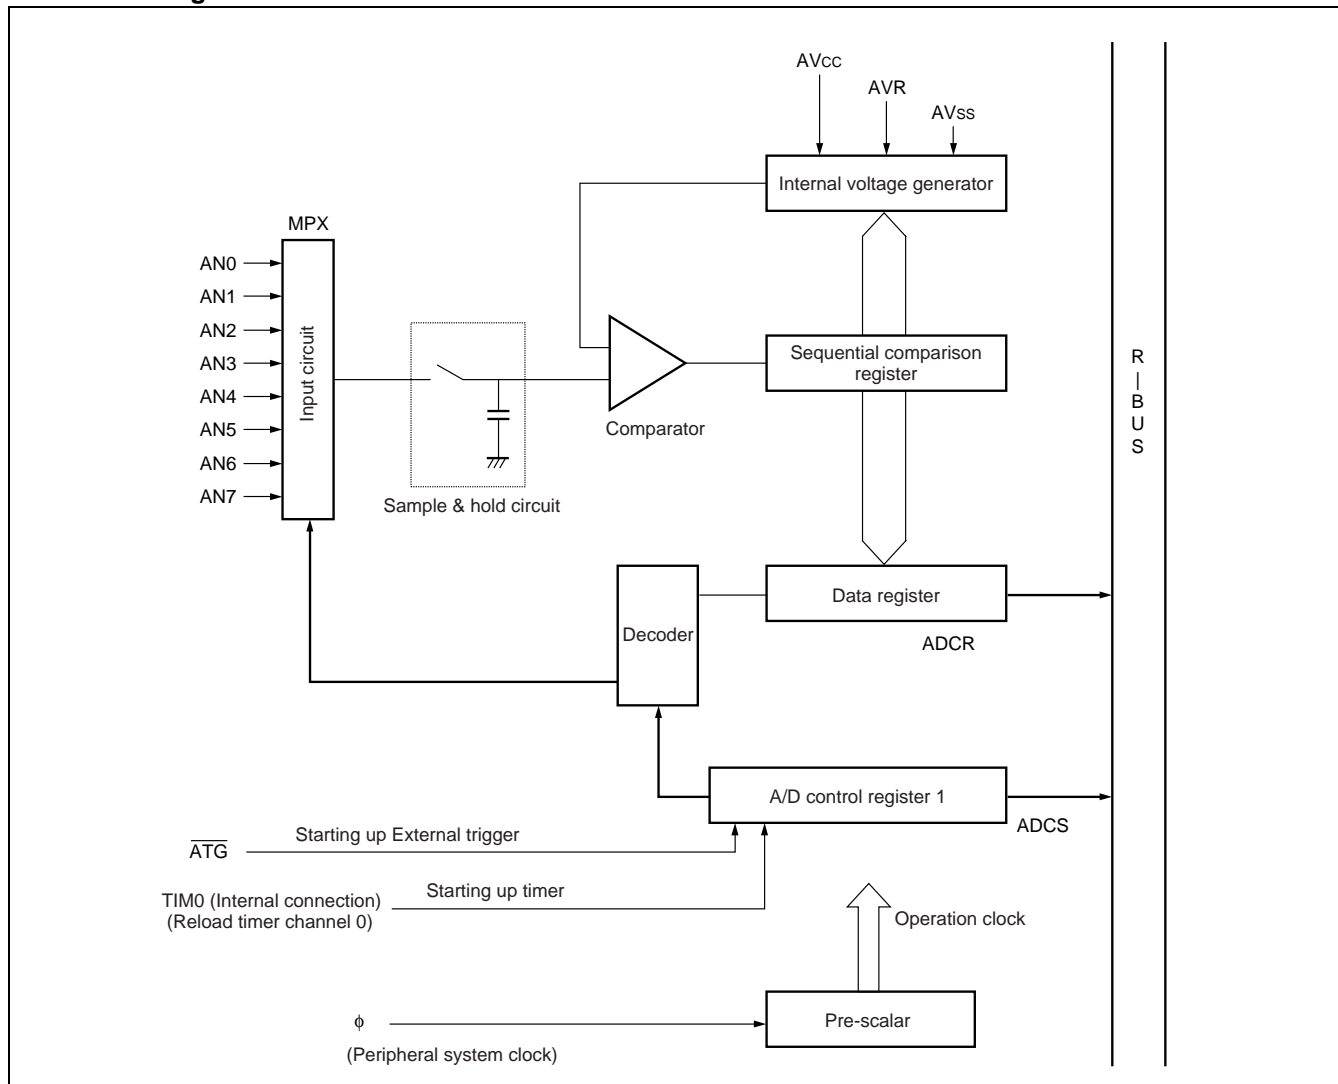 AVCC
AVR
AVSS
Internal voltage generator
MPX
AN0
AN1
AN2
AN3
AN4
AN5
AN6
AN7
Input circuit
Sample & hold circuit
Comparator
Sequential comparison
register
R
|
B
U
S
Decoder
Data register
ADCR
A/D control register 1
ADCS
ATG
Starting up External trigger
TIM0 (Internal connection)
(Reload timer channel 0)
Starting up timer
Operation clock
ϕ
(Peripheral system clock)
Pre-scalar